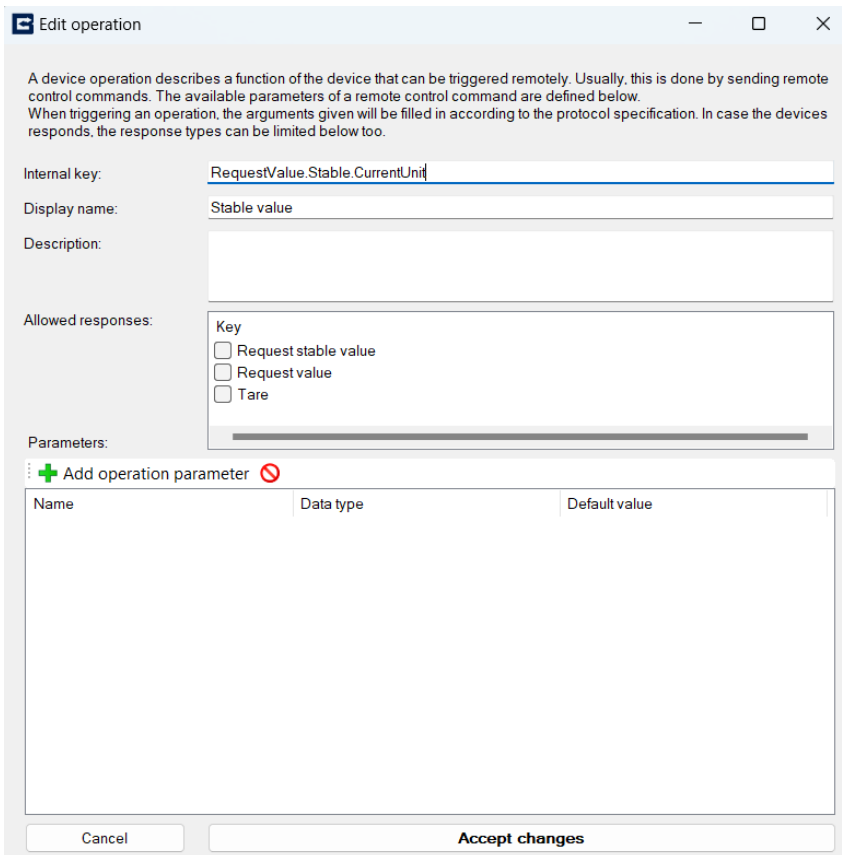 Edit operation
A device operation describes a function of the device that can be triggered remotely. Usually, this is done by sending remote
control commands. The available parameters of a remote control command are defined below.
When triggering an operation, the arguments given will be filled in according to the protocol specification. In case the devices
responds, the response types can be limited below too.
Internal key: RequestValue.Stable.CurrentUnit
Display name: Stable value
Description:
Allowed responses:
Key
Request stable value
Request value
Tare
Parameters:
Add operation parameter
Name Data type Default value
Cancel Accept changes